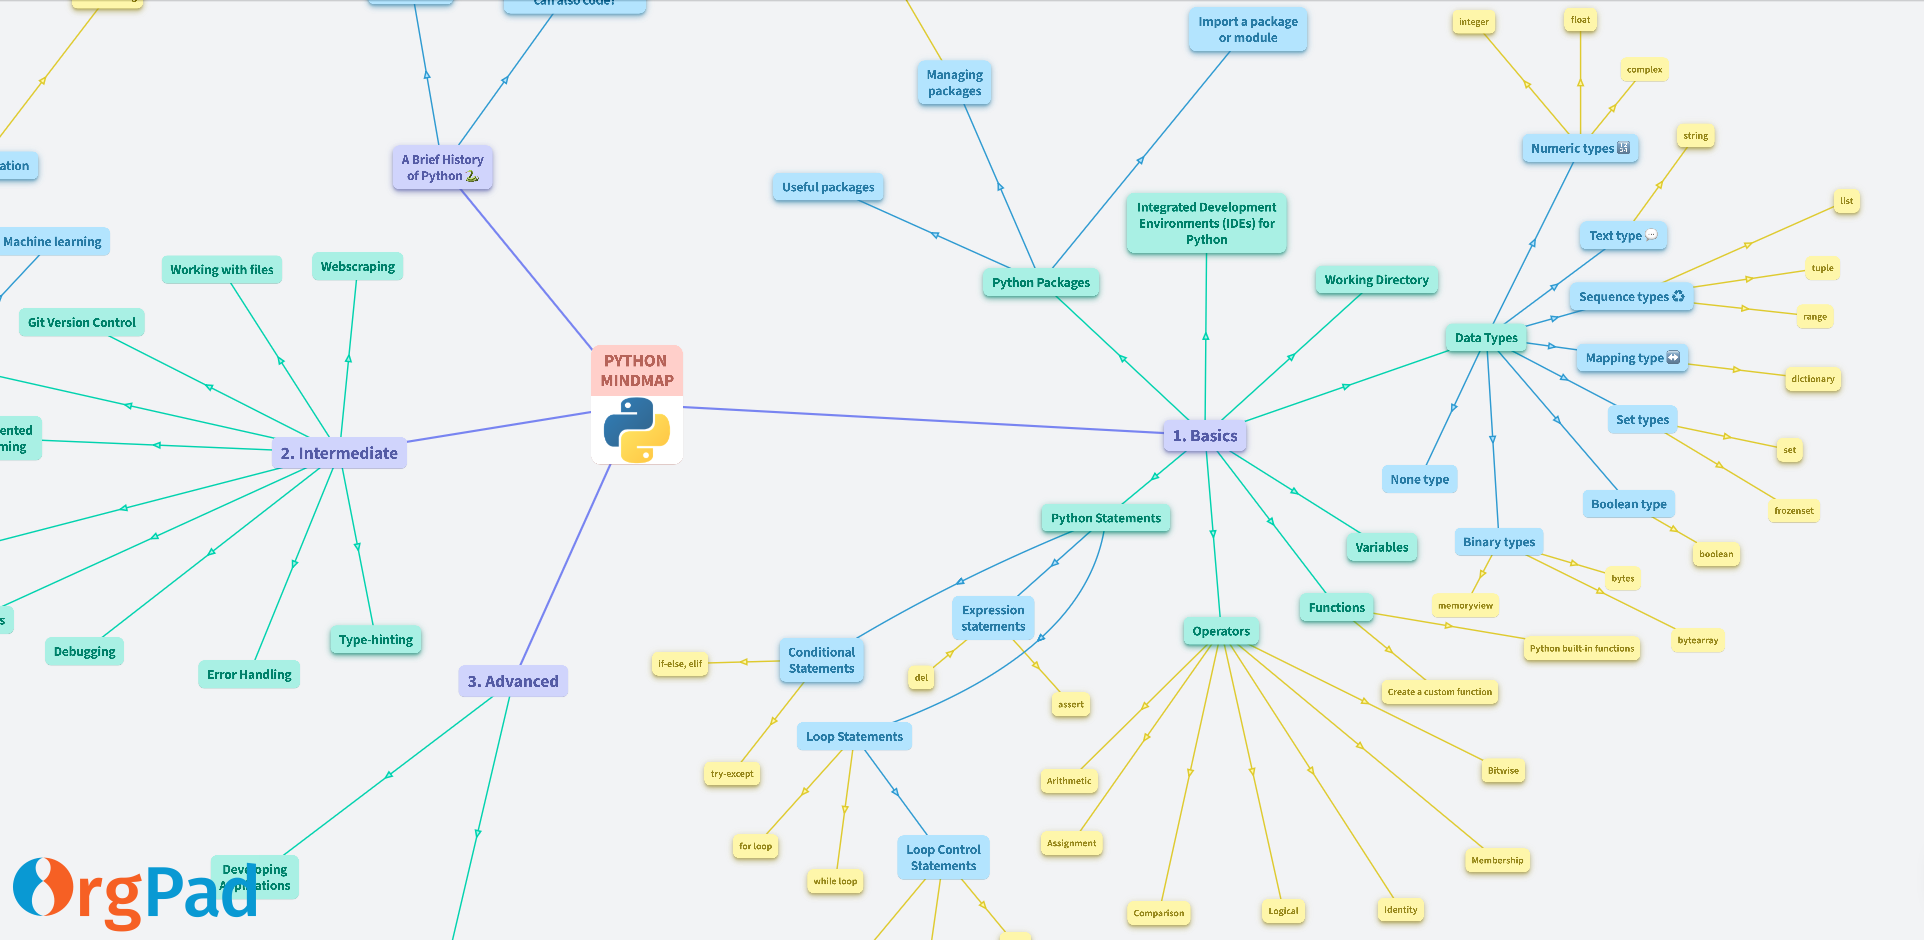 can also code?
Import a package
or module
integer
float
Managing
packages
complex
string
Numeric types
A Brief History
of Python
ation
Useful packages
list
Integrated Development
Environments (IDEs) for
Python
Text type
Machine learning
Working with files
Webscraping
Python Packages
Working Directory
tuple
Sequence types
range
Git Version Control
Data Types
PYTHON
MINDMAP
Mapping type
dictionary
Set types
ented
ming
2. Intermediate
1. Basics
set
None type
Boolean type
frozenset
Python Statements
Variables
Binary types
boolean
bytes
Expression
statements
memoryview
Functions
s
Type-hinting
Operators
bytearray
Debugging
Conditional
Statements
if-else, elif
Python built-in functions
Error Handling
3. Advanced
del
Create a custom function
assert
Loop Statements
try-except
Arithmetic
Bitwise
for loop
Assignment
Loop Control
Statements
Membership
while loop
Developing
Applications
OrgPad
Comparison
Logical
Identity